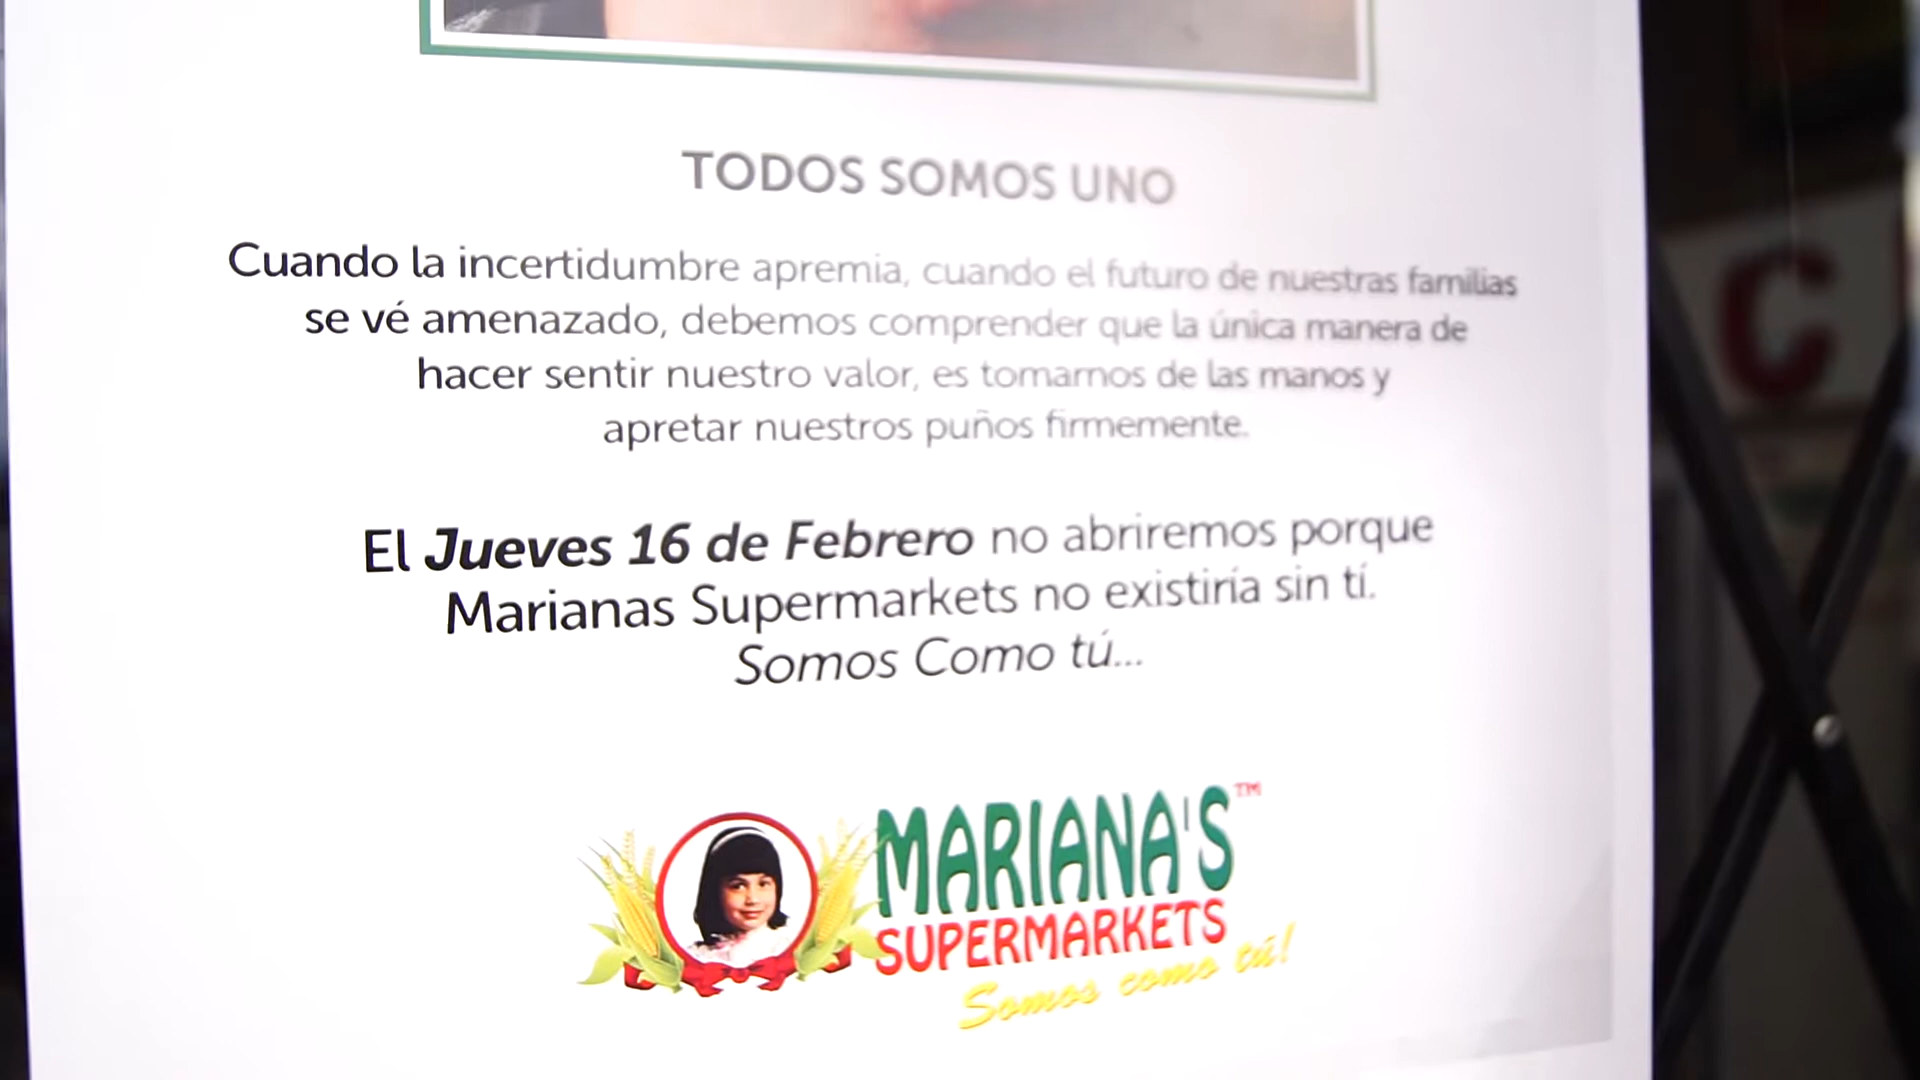 TODOS SOMOS UNO
Cuando la incertidumbre apremia, cuando el futuro de nuestras familias
se vé amenazado, debemos comprender que la única manera de
hacer sentir nuestro valor, es tomarnos de las manos y
apretar nuestros puños firmemente.
El Jueves 16 de Febrero no abriremos porque
Marianas Supermarkets no existiría sin tí.
Somos Como tú...
MARIANA'S™
SUPERMARKETS
Somos como tú!
C